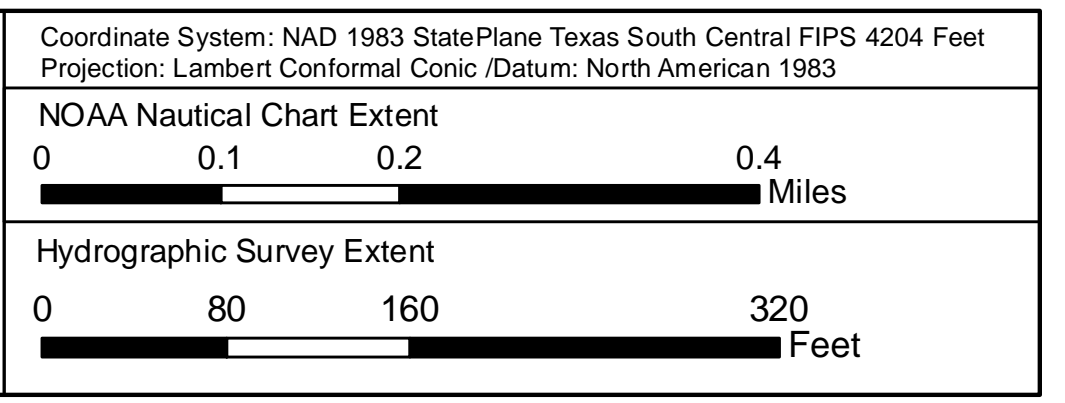 Coordinate System: NAD 1983 StatePlane Texas South Central FIPS 4204 Feet
Projection: Lambert Conformal Conic /Datum: North American 1983
NOAA Nautical Chart Extent
0 0.1 0.2 0.4
Miles
Hydrographic Survey Extent
0 80 160 320
Feet